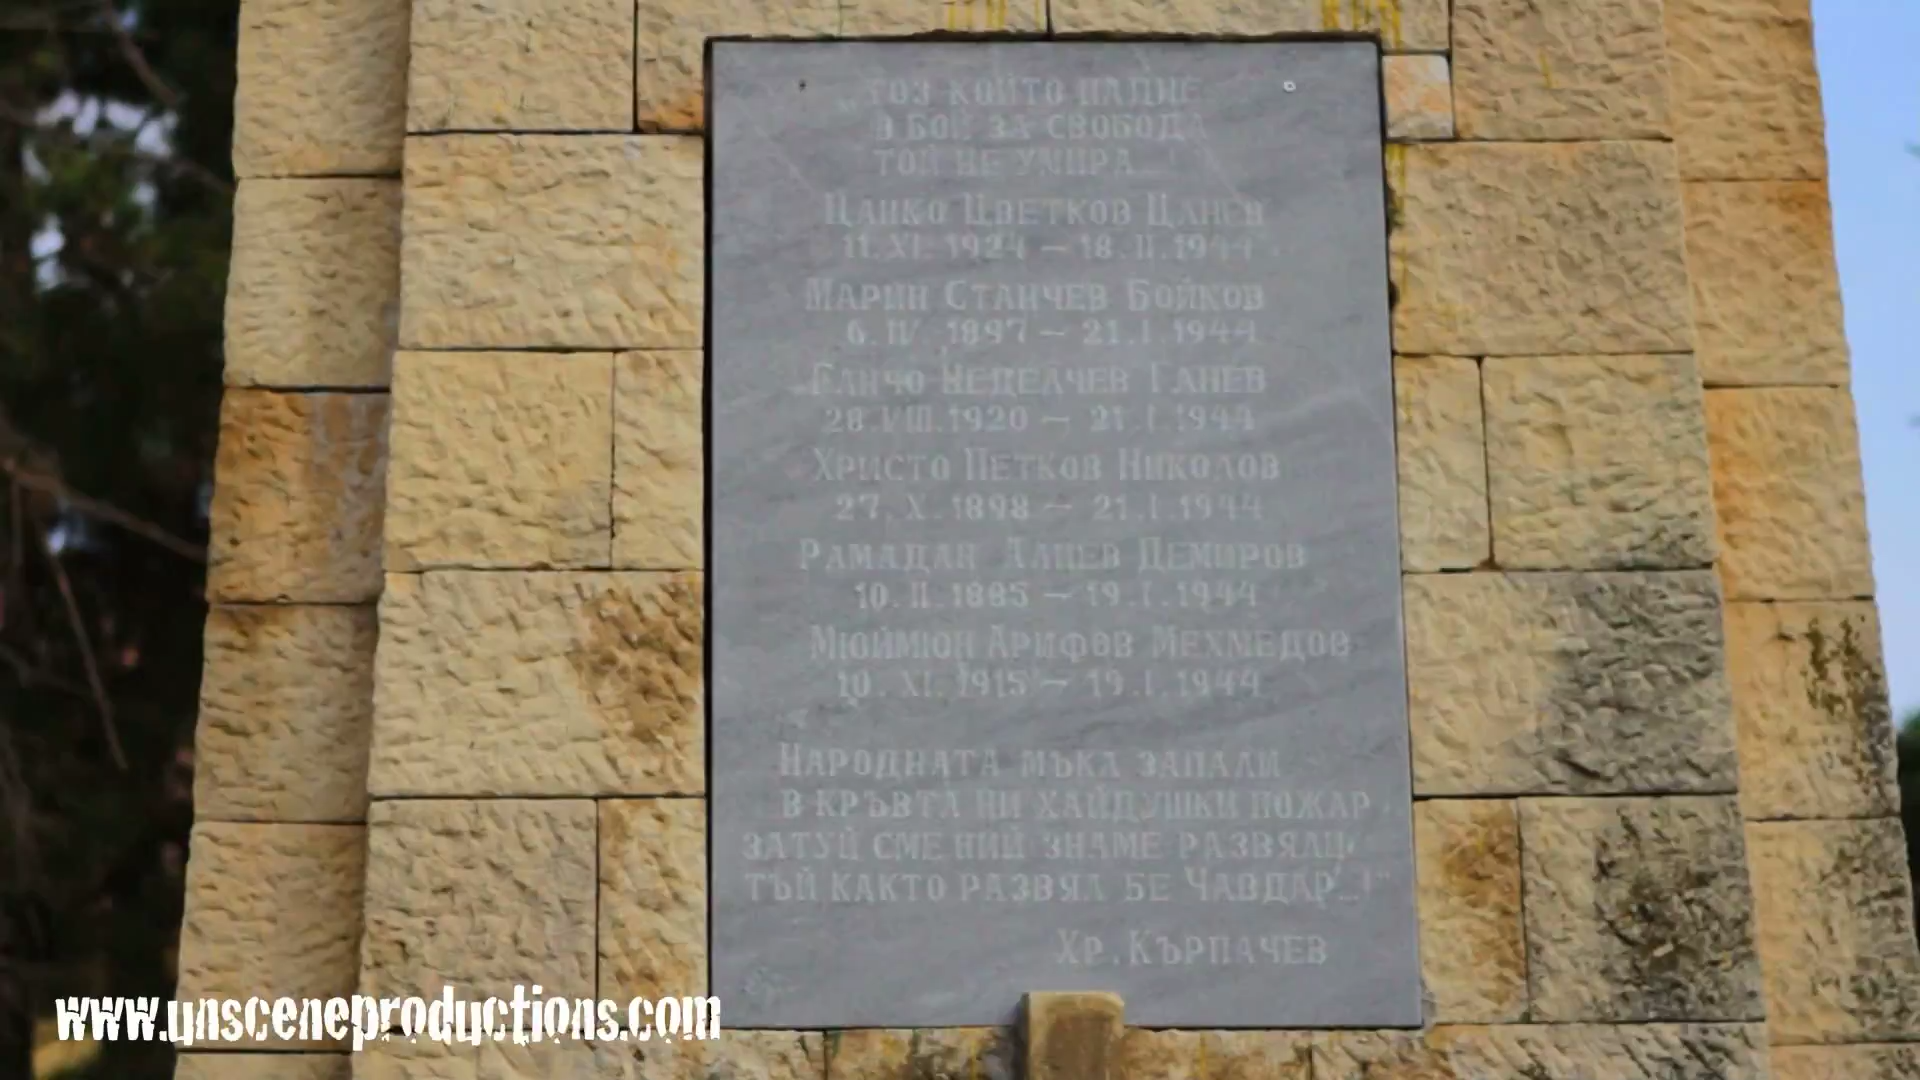 „ТОЗ КОЙТО ПАДНЕ
В БОЙ ЗА СВОБОДА
ТОЙ НЕ УМИРА...!
ЦАНКО ЦВЕТКОВ ЦАНЕВ
11. XI. 1924 – 18. II. 1944
МАРИН СТАНЧЕВ БОЙКОВ
6. IV. 1897 – 21. I. 1944
ГАНЧО НЕДЕЛЧЕВ ГАНЕВ
28. VIII. 1920 – 21. I. 1944
ХРИСТО ПЕТКОВ НИКОЛОВ
27. X. 1898 – 21. I. 1944
РАМАДАН ДЕМИРОВ
10. II. 1885 – 19. I. 1944
МЮЙМЮН АРИФОВ МЕХМЕДОВ
10. XI. 1915 – 19. I. 1944
НАРОДНАТА МЪКА ЗАПАЛИ
В КРЪВТА НИ ХАЙДУШКИ ПОЖАР
ЗАТУЙ СМЕ НИЙ ЗНАМЕ РАЗВЯЛИ
ТЪЙ КАКТО РАЗВЯЛ БЕ ЧАВДАР...!"
ХР. КЪРПАЧЕВ
www.unsceneproductions.com